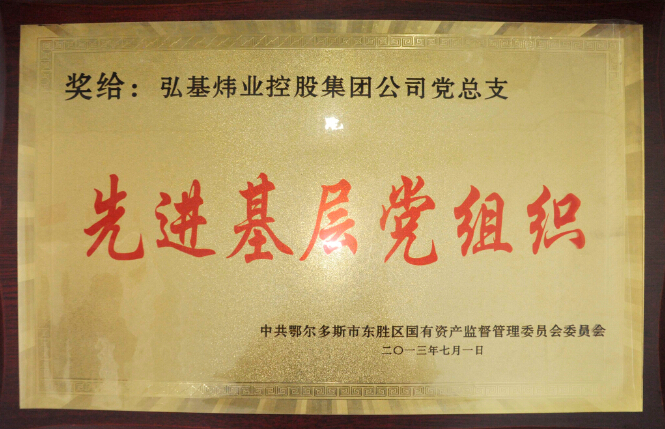 奖给：弘基炜业控股集团公司党总支
先进基层党组织
中共鄂尔多斯市东胜区国有资产监督管理委员会委员会
二〇一三年七月一日